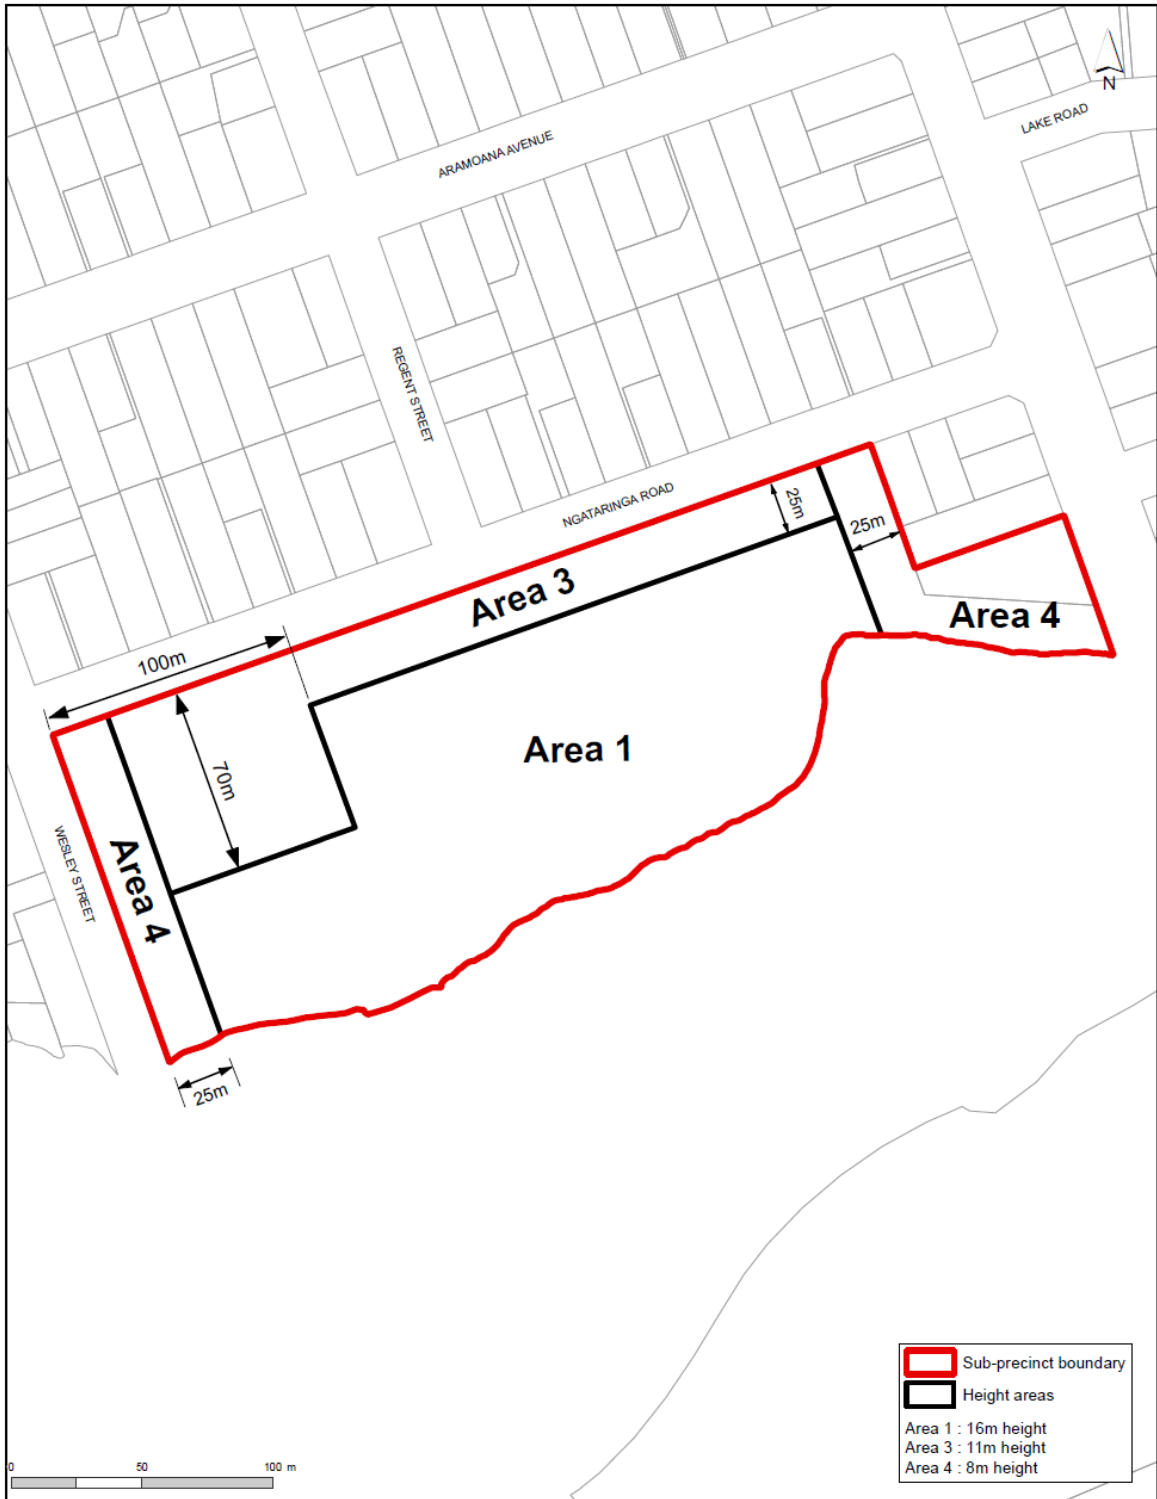 N
LAKE ROAD
ARAMOANA AVENUE
REGENT STREET
NGATARINGA ROAD
25m
25m
Area 3
Area 4
100m
Area 1
70m
WESLEY STREET
Area 4
25m
Sub-precinct boundary
Height areas
Area 1 : 16m height
Area 3 : 11m height
Area 4 : 8m height
0 50 100 m